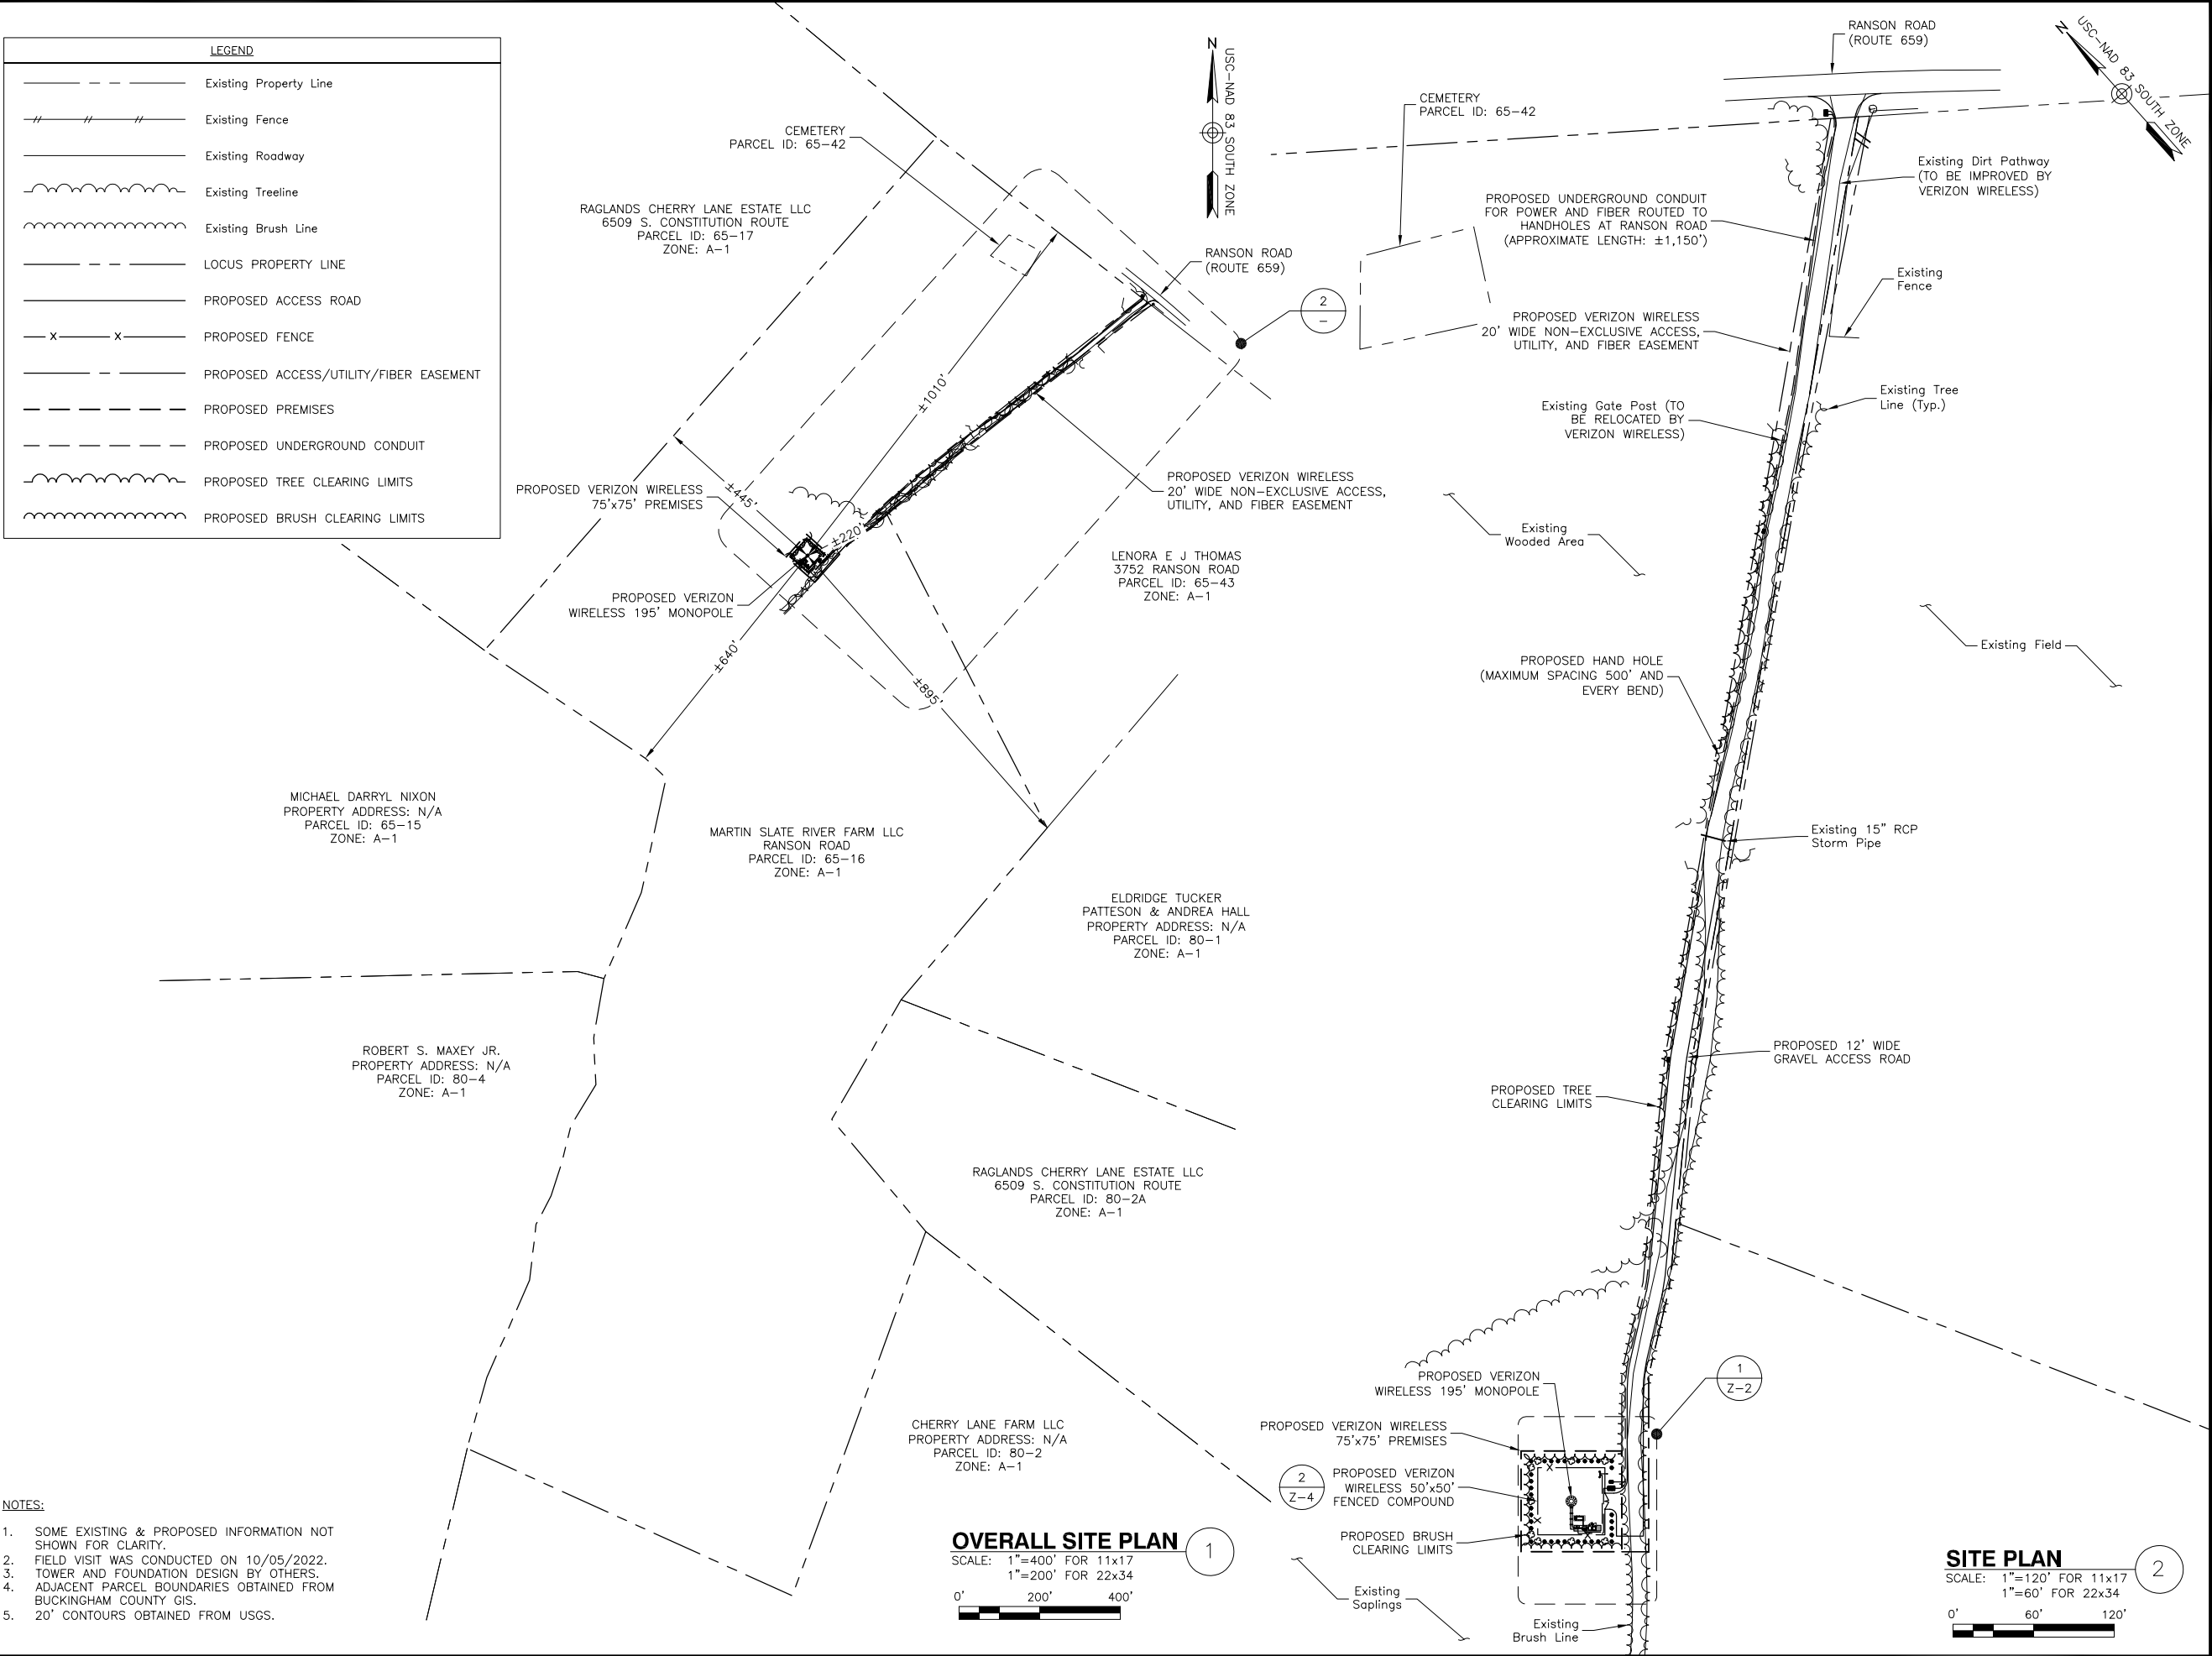 LEGEND
Existing Property Line
Existing Fence
Existing Roadway
Existing Treeline
Existing Brush Line
LOCUS PROPERTY LINE
PROPOSED ACCESS ROAD
X X PROPOSED FENCE
PROPOSED ACCESS/UTILITY/FIBER EASEMENT
PROPOSED PREMISES
PROPOSED UNDERGROUND CONDUIT
PROPOSED TREE CLEARING LIMITS
PROPOSED BRUSH CLEARING LIMITS
N
USC-NAD 83 SOUTH ZONE
CEMETERY
PARCEL ID: 65-42
RAGLANDS CHERRY LANE ESTATE LLC
6509 S. CONSTITUTION ROUTE
PARCEL ID: 65-17
ZONE: A-1
RANSON ROAD
(ROUTE 659)
2
-
±1010'
±445'
±220'
PROPOSED VERIZON WIRELESS
75'x75' PREMISES
PROPOSED VERIZON WIRELESS
20' WIDE NON-EXCLUSIVE ACCESS,
UTILITY, AND FIBER EASEMENT
LENORA E J THOMAS
3752 RANSON ROAD
PARCEL ID: 65-43
ZONE: A-1
PROPOSED VERIZON
WIRELESS 195' MONOPOLE
±640'
±895'
MICHAEL DARRYL NIXON
PROPERTY ADDRESS: N/A
PARCEL ID: 65-15
ZONE: A-1
MARTIN SLATE RIVER FARM LLC
RANSON ROAD
PARCEL ID: 65-16
ZONE: A-1
ELDRIDGE TUCKER
PATTESON & ANDREA HALL
PROPERTY ADDRESS: N/A
PARCEL ID: 80-1
ZONE: A-1
ROBERT S. MAXEY JR.
PROPERTY ADDRESS: N/A
PARCEL ID: 80-4
ZONE: A-1
RAGLANDS CHERRY LANE ESTATE LLC
6509 S. CONSTITUTION ROUTE
PARCEL ID: 80-2A
ZONE: A-1
CHERRY LANE FARM LLC
PROPERTY ADDRESS: N/A
PARCEL ID: 80-2
ZONE: A-1
NOTES:
1. SOME EXISTING & PROPOSED INFORMATION NOT
SHOWN FOR CLARITY.
2. FIELD VISIT WAS CONDUCTED ON 10/05/2022.
3. TOWER AND FOUNDATION DESIGN BY OTHERS.
4. ADJACENT PARCEL BOUNDARIES OBTAINED FROM
BUCKINGHAM COUNTY GIS.
5. 20' CONTOURS OBTAINED FROM USGS.
OVERALL SITE PLAN
1
SCALE: 1"=400' FOR 11x17
1"=200' FOR 22x34
0' 200' 400'
RANSON ROAD
(ROUTE 659)
N
USC-NAD 83 SOUTH ZONE
CEMETERY
PARCEL ID: 65-42
Existing Dirt Pathway
(TO BE IMPROVED BY
VERIZON WIRELESS)
PROPOSED UNDERGROUND CONDUIT
FOR POWER AND FIBER ROUTED TO
HANDHOLES AT RANSON ROAD
(APPROXIMATE LENGTH: ±1,150')
Existing
Fence
PROPOSED VERIZON WIRELESS
20' WIDE NON-EXCLUSIVE ACCESS,
UTILITY, AND FIBER EASEMENT
Existing Tree
Line (Typ.)
Existing Gate Post (TO
BE RELOCATED BY
VERIZON WIRELESS)
Existing
Wooded Area
Existing Field
PROPOSED HAND HOLE
(MAXIMUM SPACING 500' AND
EVERY BEND)
Existing 15" RCP
Storm Pipe
PROPOSED 12' WIDE
GRAVEL ACCESS ROAD
PROPOSED TREE
CLEARING LIMITS
PROPOSED VERIZON
WIRELESS 195' MONOPOLE
1
Z-2
PROPOSED VERIZON WIRELESS
75'x75' PREMISES
2
Z-4
PROPOSED VERIZON
WIRELESS 50'x50'
FENCED COMPOUND
X
X
X
PROPOSED BRUSH
CLEARING LIMITS
Existing
Saplings
Existing
Brush Line
SITE PLAN
2
SCALE: 1"=120' FOR 11x17
1"=60' FOR 22x34
0' 60' 120'